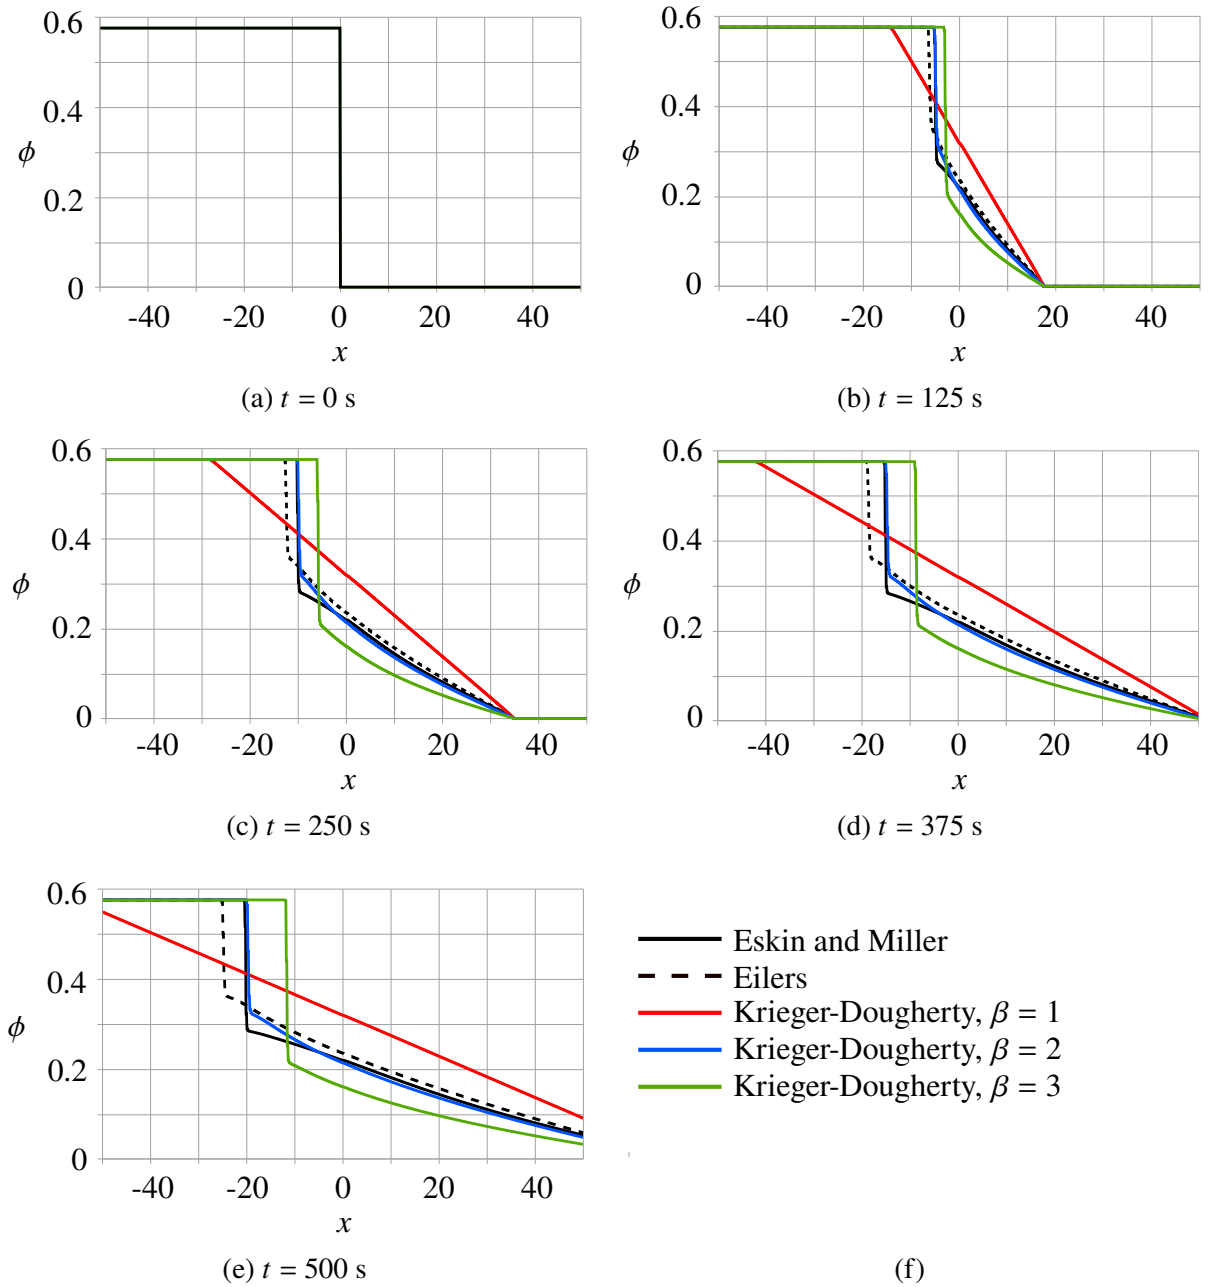 0.6
0.4
ϕ
0.2
0
-40 -20 0 20 40
x
(a) t = 0 s
0.6
0.4
ϕ
0.2
0
-40 -20 0 20 40
x
(b) t = 125 s
0.6
0.4
ϕ
0.2
0
-40 -20 0 20 40
x
(c) t = 250 s
0.6
0.4
ϕ
0.2
0
-40 -20 0 20 40
x
(d) t = 375 s
0.6
0.4
ϕ
0.2
0
-40 -20 0 20 40
x
(e) t = 500 s
Eskin and Miller
Eilers
Krieger-Dougherty, β = 1
Krieger-Dougherty, β = 2
Krieger-Dougherty, β = 3
(f)